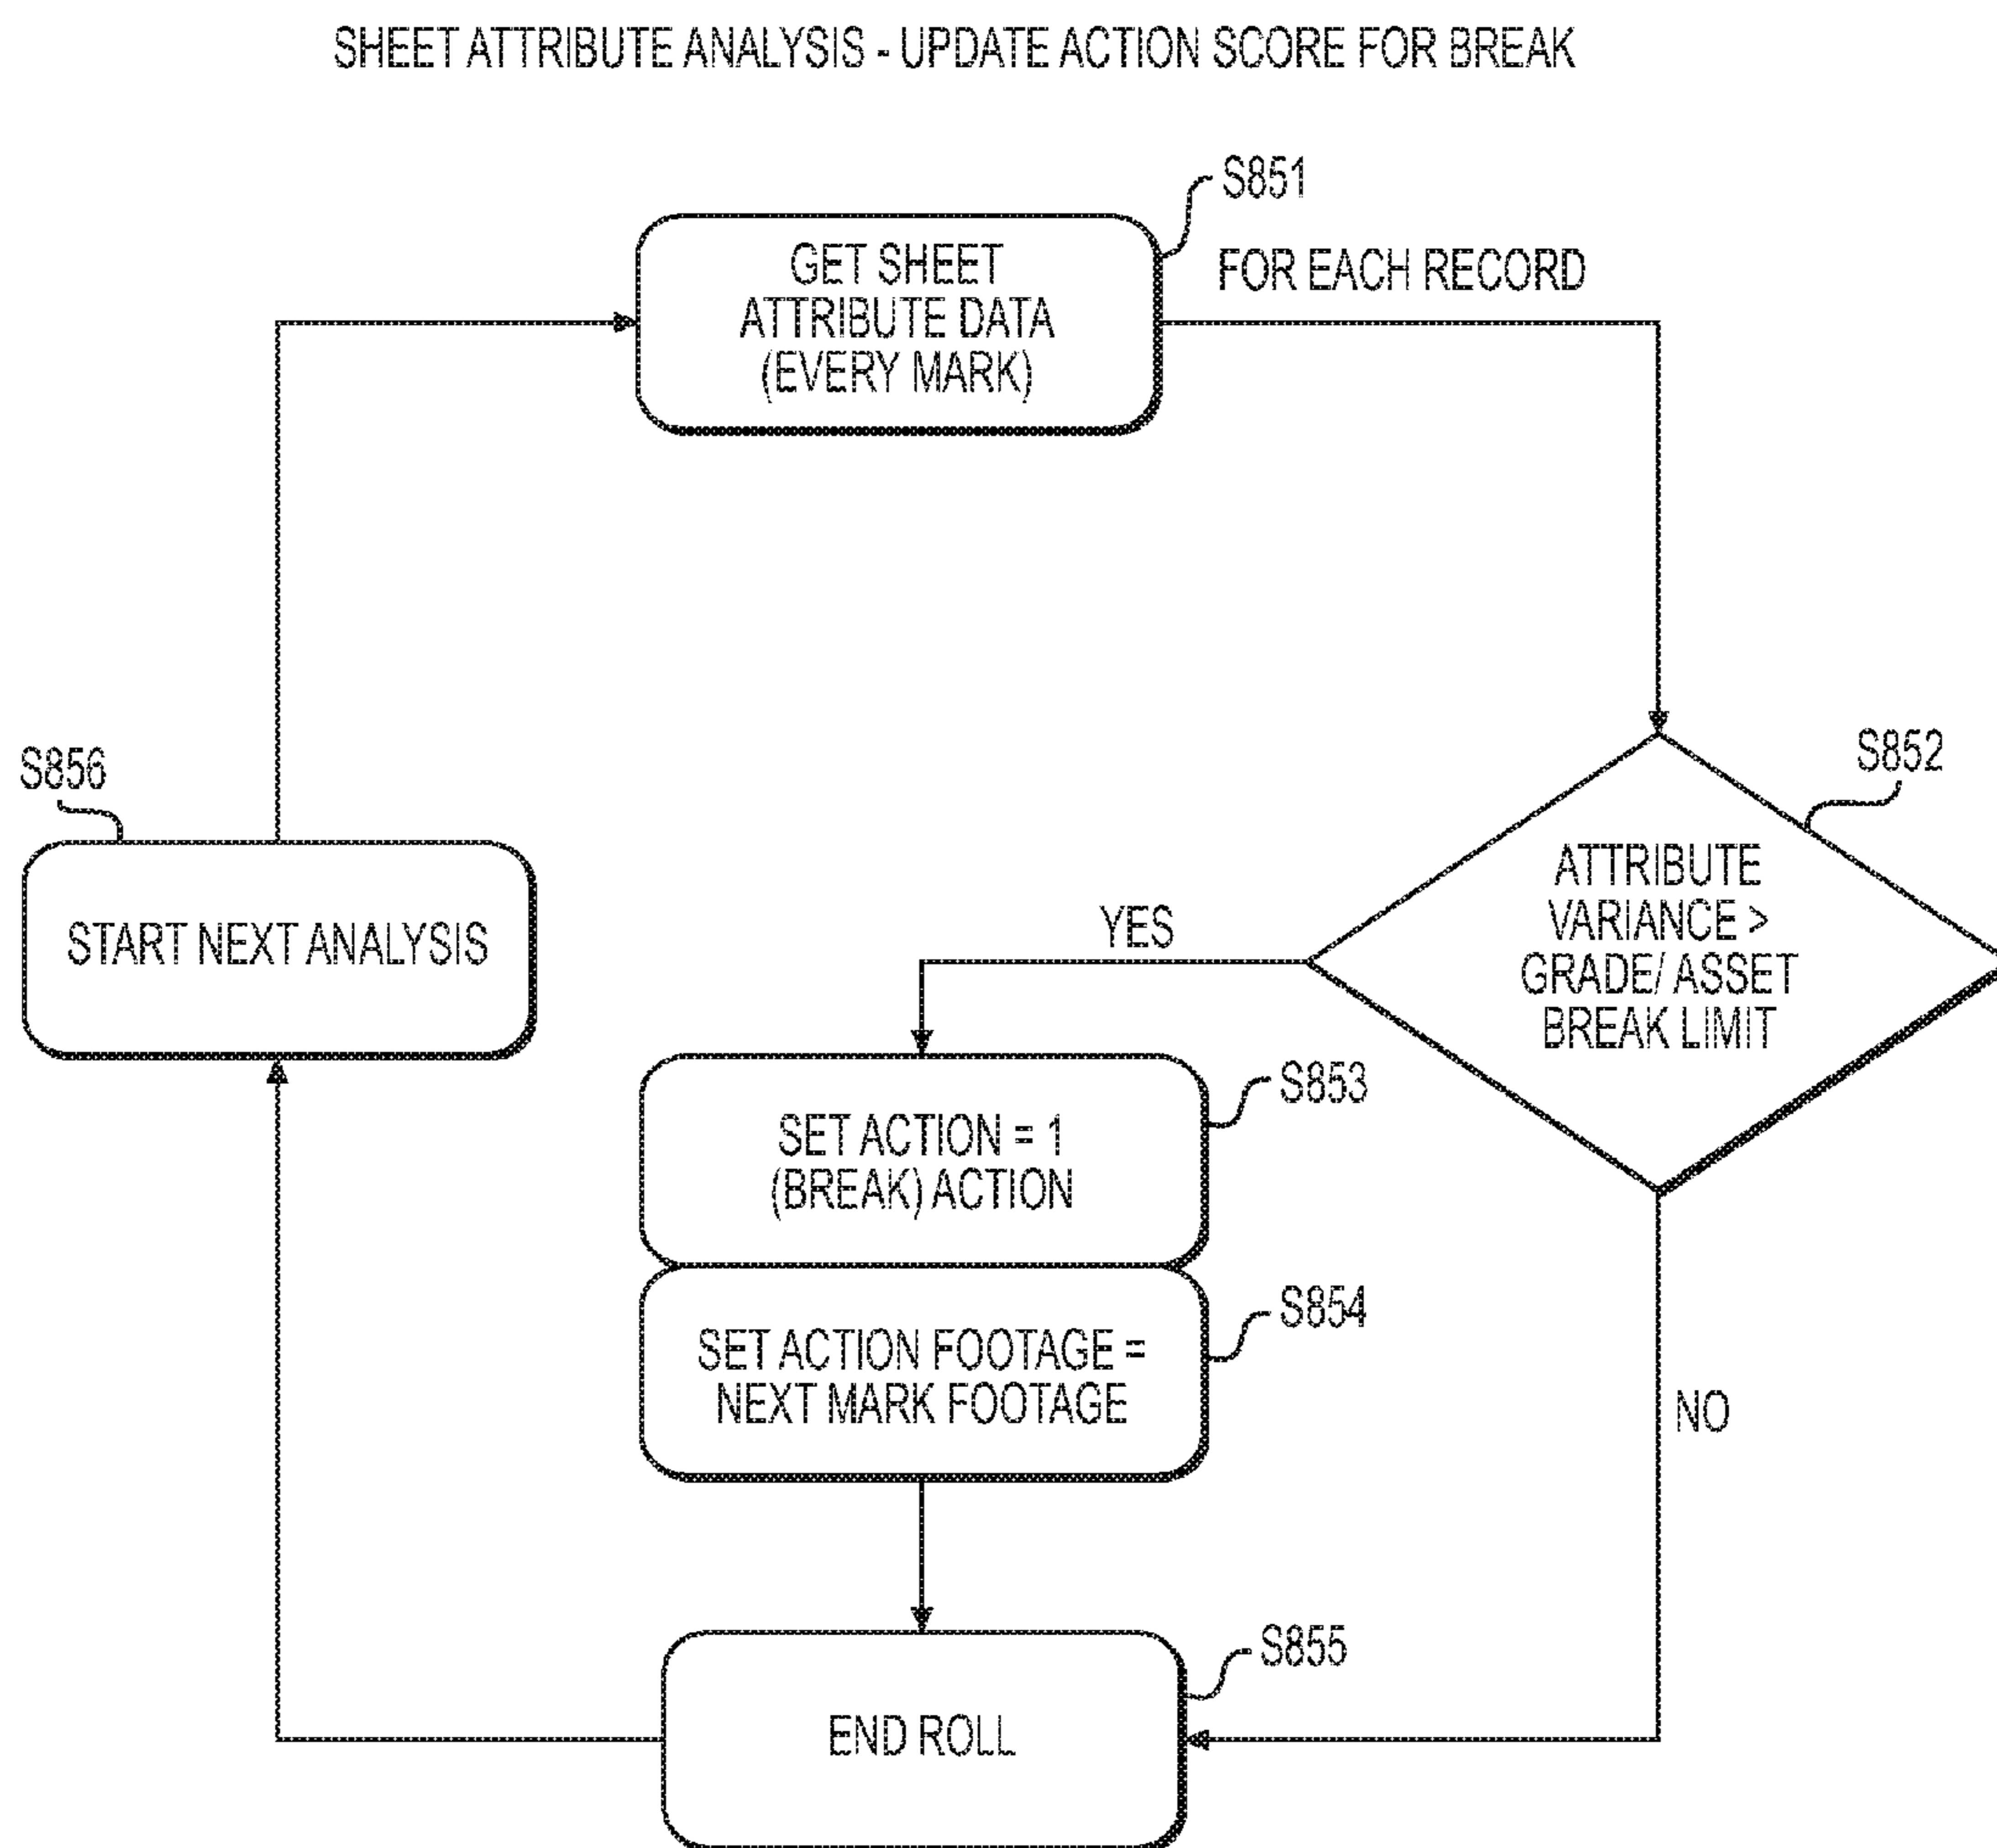 SHEET ATTRIBUTE ANALYSIS - UPDATE ACTION SCORE FOR BREAK
S851
GET SHEET
ATTRIBUTE DATA
(EVERY MARK)
FOR EACH RECORD
S852
ATTRIBUTE
VARIANCE >
GRADE/ ASSET
BREAK LIMIT
YES
S853
SET ACTION = 1
(BREAK) ACTION
S854
SET ACTION FOOTAGE =
NEXT MARK FOOTAGE
NO
S855
END ROLL
S856
START NEXT ANALYSIS